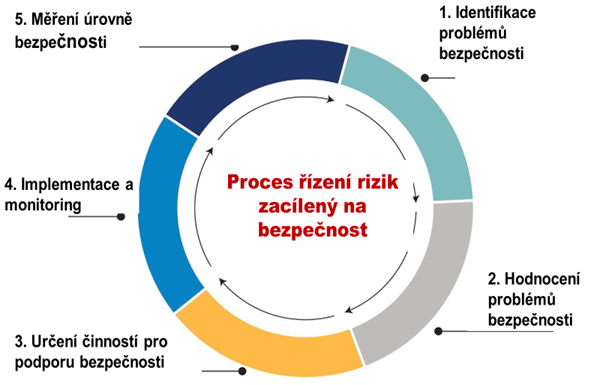 5. Měření úrovně
bezpečnosti
1. Identifikace
problémů
bezpečnosti
Proces řízení rizik
zacílený na
bezpečnost
4. Implementace a
monitoring
2. Hodnocení
problémů
bezpečnosti
3. Určení činností pro
podporu bezpečnosti